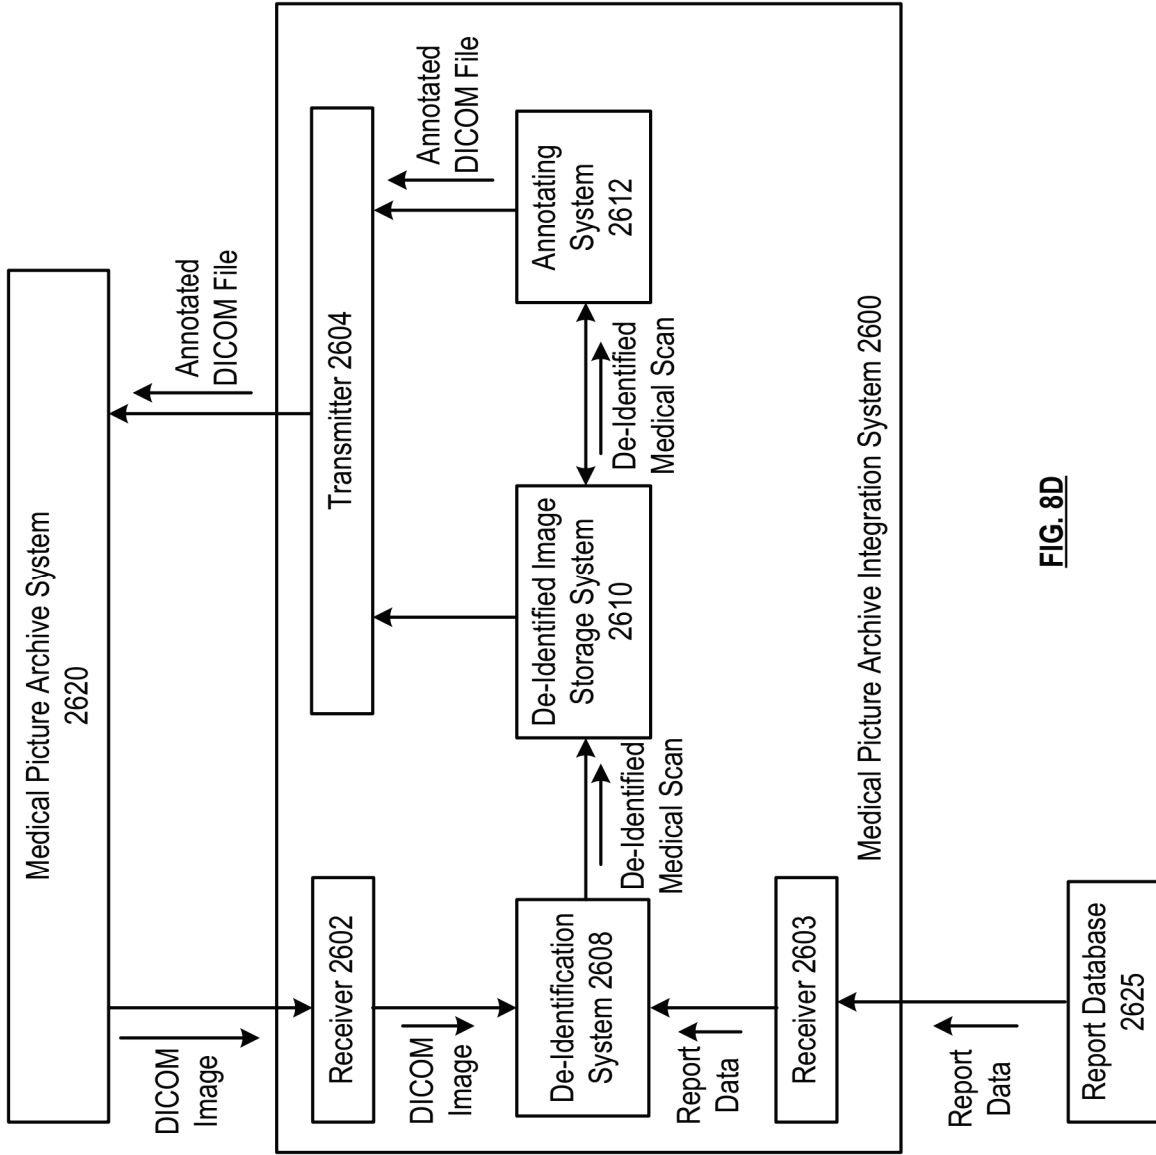 Medical Picture Archive System
2620
DICOM
Image
Annotated
DICOM File
Receiver 2602
Transmitter 2604
DICOM
Image
Annotated
DICOM File
De-Identification
System 2608
De-Identified
Medical Scan
De-Identified Image
Storage System
2610
De-Identified
Medical Scan
Annotating
System
2612
Report
Data
Receiver 2603
Medical Picture Archive Integration System 2600
Report
Data
Report Database
2625
FIG. 8D